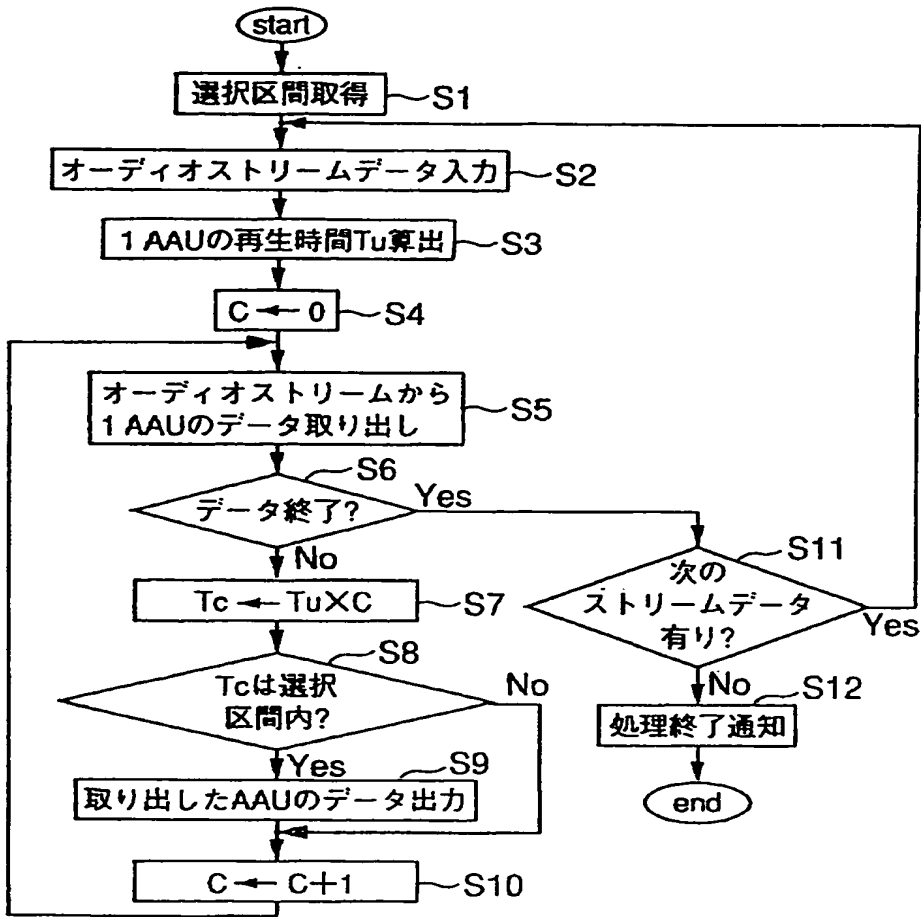 start
選択区間取得
S1
オーディオストリームデータ入力
S2
1 AAUの再生時間Tu算出
S3
C ← 0
S4
オーディオストリームから
1 AAUのデータ取り出し
S5
S6
データ終了?
Yes
No
S11
次の
ストリームデータ
有り?
Yes
Tc ← Tu×C
S7
S8
Tcは選択
区間内?
No
No
S12
処理終了通知
Yes
S9
取り出したAAUのデータ出力
end
C ← C+1
S10